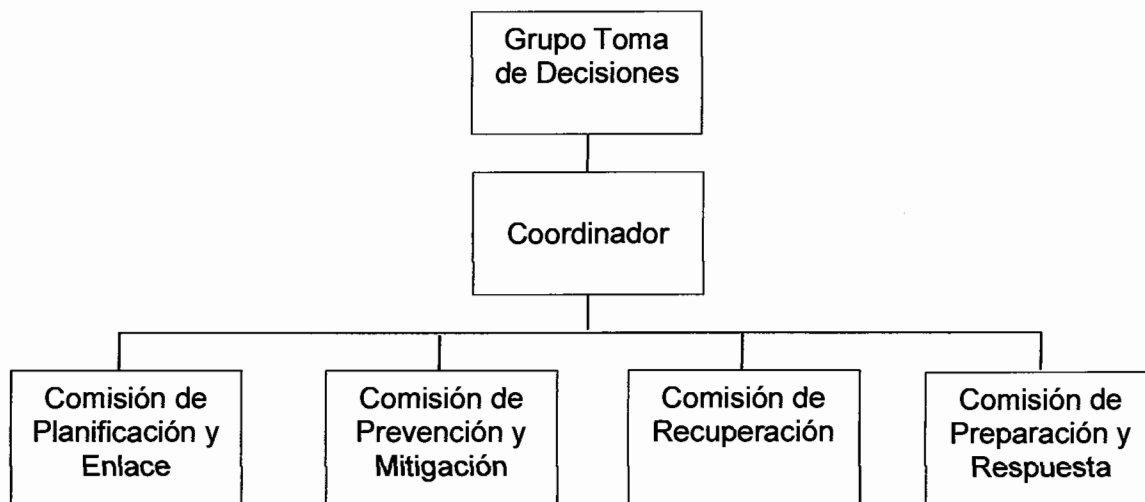 Grupo Toma
de Decisiones
Coordinador
Comisión de
Planificación y
Enlace
Comisión de
Prevención y
Mitigación
Comisión de
Recuperación
Comisión de
Preparación y
Respuesta